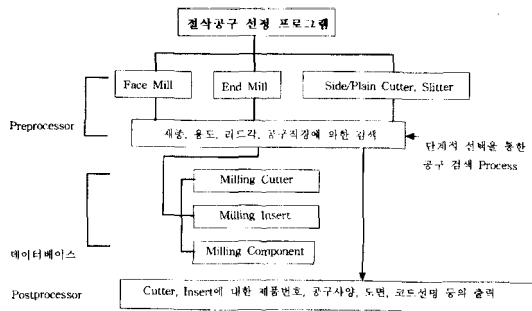 절삭공구 선정 프로그램
Face Mill
End Mill
Side/Plain Cutter, Slitter
Preprocessor
재종, 용도, 리드각, 공구직경에 의한 검색
단계적 선택을 통한
공구 검색 Process
Milling Cutter
Milling Insert
Milling Component
데이터베이스
Postprocessor
Cutter, Insert에 대한 제품번호, 공구사양, 도면, 코드설명 등의 출력